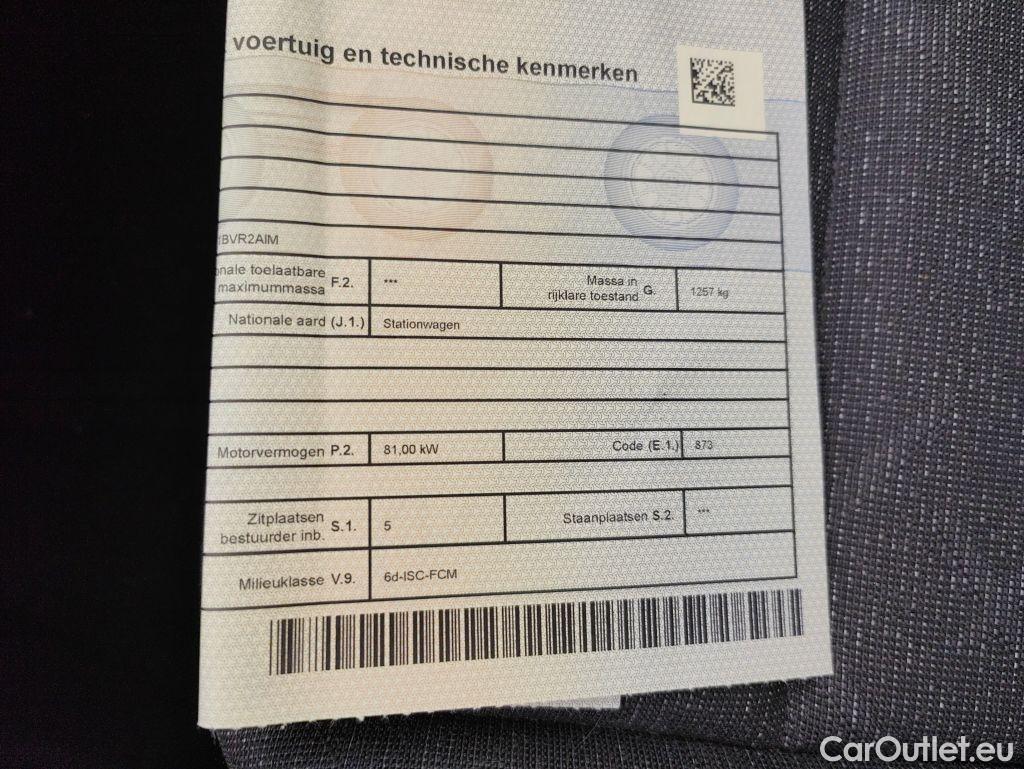 voertuig en technische kenmerken
BVR2AIM
nale toelaatbare
maximummassa F.2. ***
Massa in
rijklare toestand G. 1257 kg
Nationale aard (J.1.) Stationwagen
Motorvermogen P.2. 81,00 kW Code (E.1.) 873
Zitplaatsen
bestuurder inb. S.1. 5 Staanplaatsen S.2. ***
Milieuklasse V.9. 6d-ISC-FCM
CarOutlet.eu